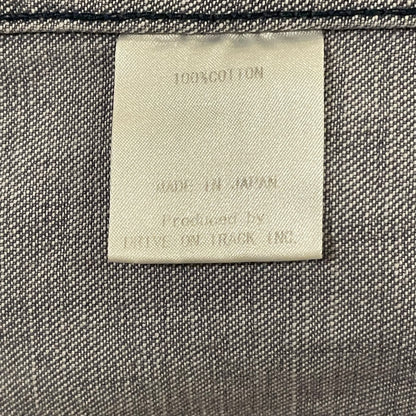 100%COTTON
MADE IN JAPAN
Produced by
DRIVE ON TRACK INC.